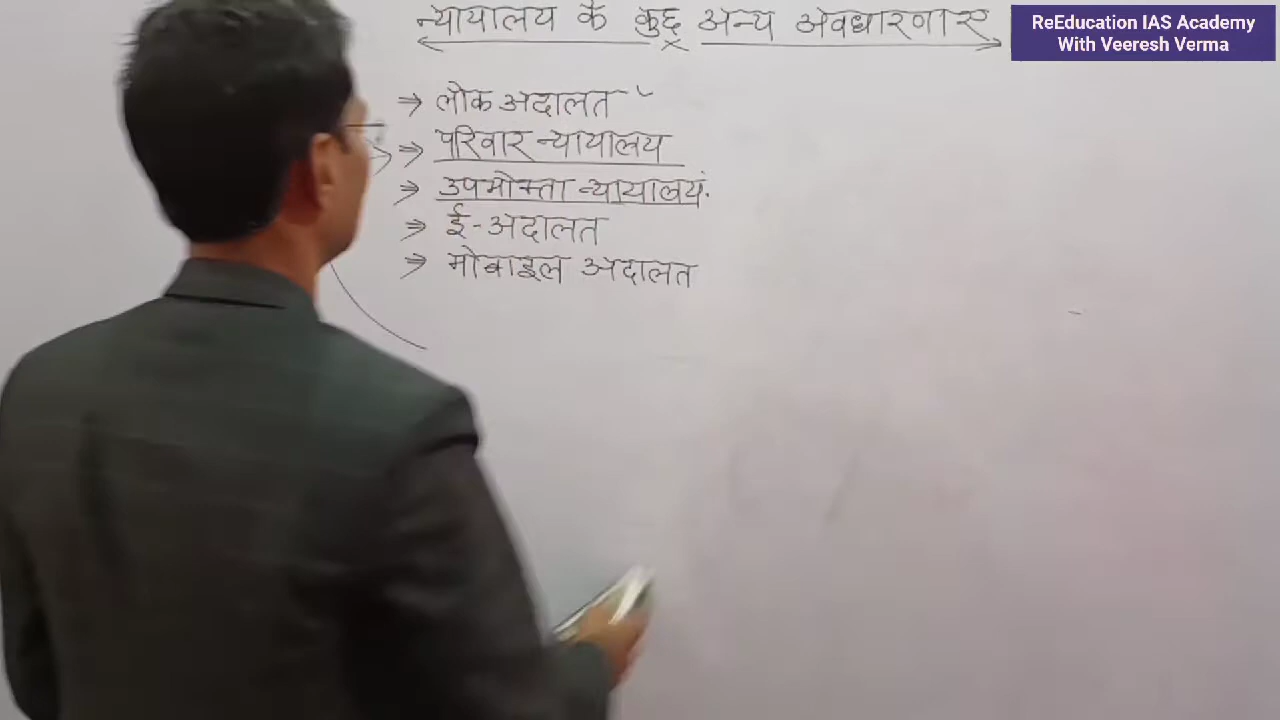 न्यायालय के कुछ अन्य अवधारणाए
ReEducation IAS Academy
With Veeresh Verma
⇒ लोक अदालत
⇒ परिवार न्यायालय
⇒ उपभोक्ता न्यायालयं.
⇒ ई-अदालत
⇒ मोबाइल अदालत